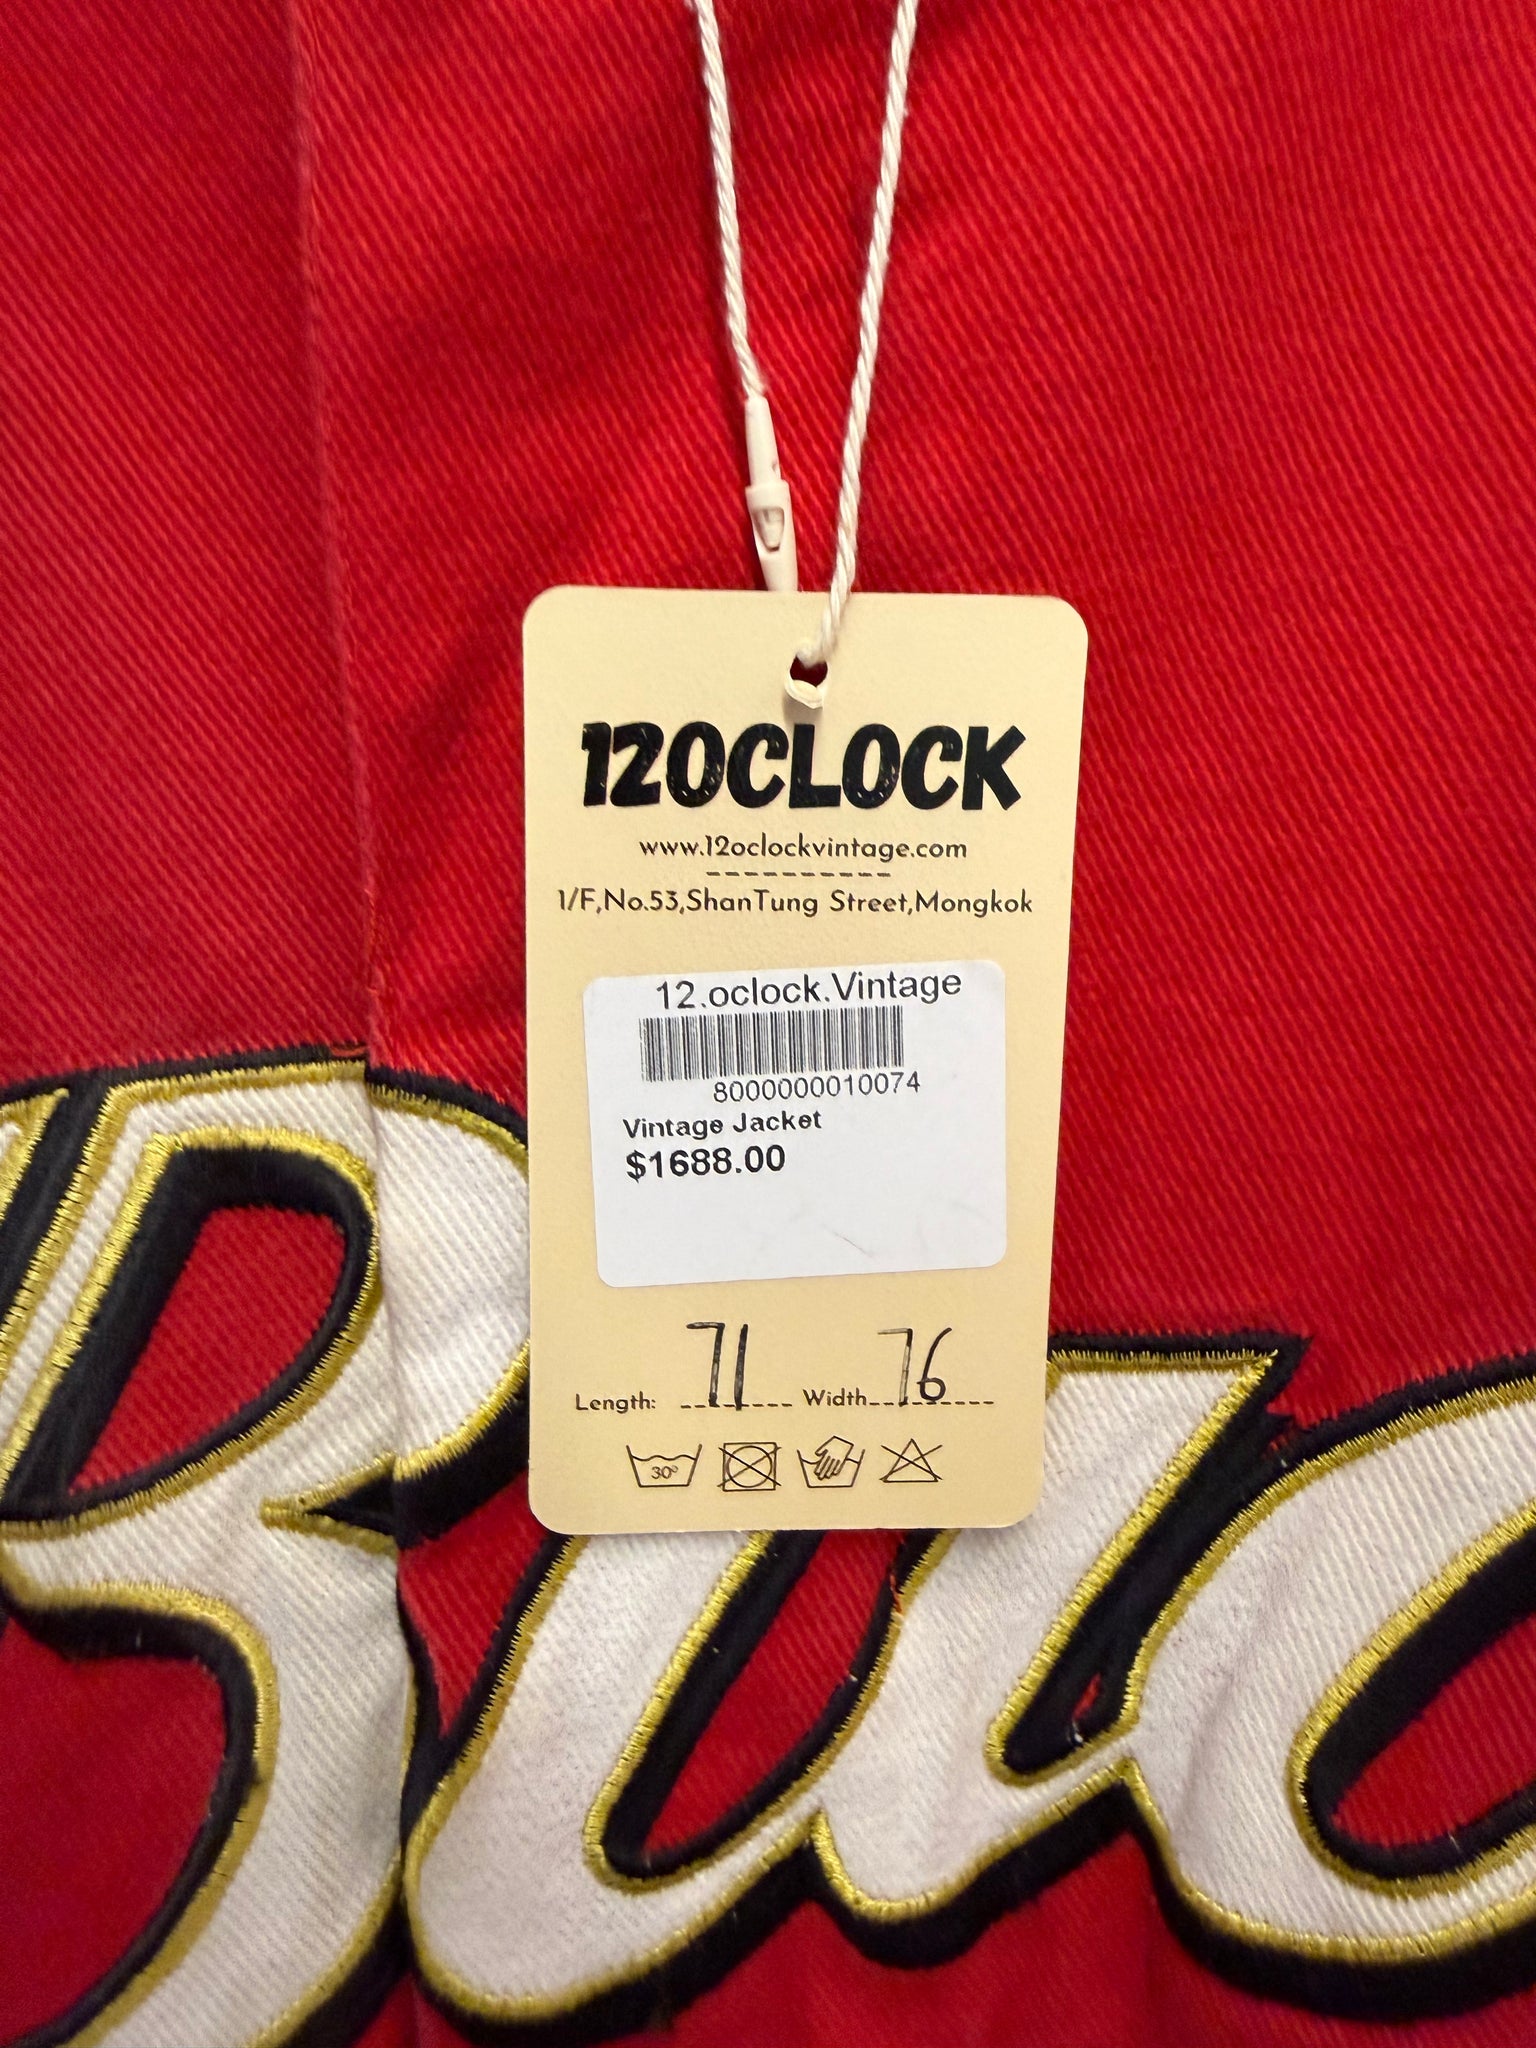 12OCLOCK
www.12oclockvintage.com
1/F,No.53,ShanTung Street,Mongkok
12.oclock.Vintage
8000000010074
Vintage Jacket
$1688.00
Length: 71 Width 76
30°
Bud